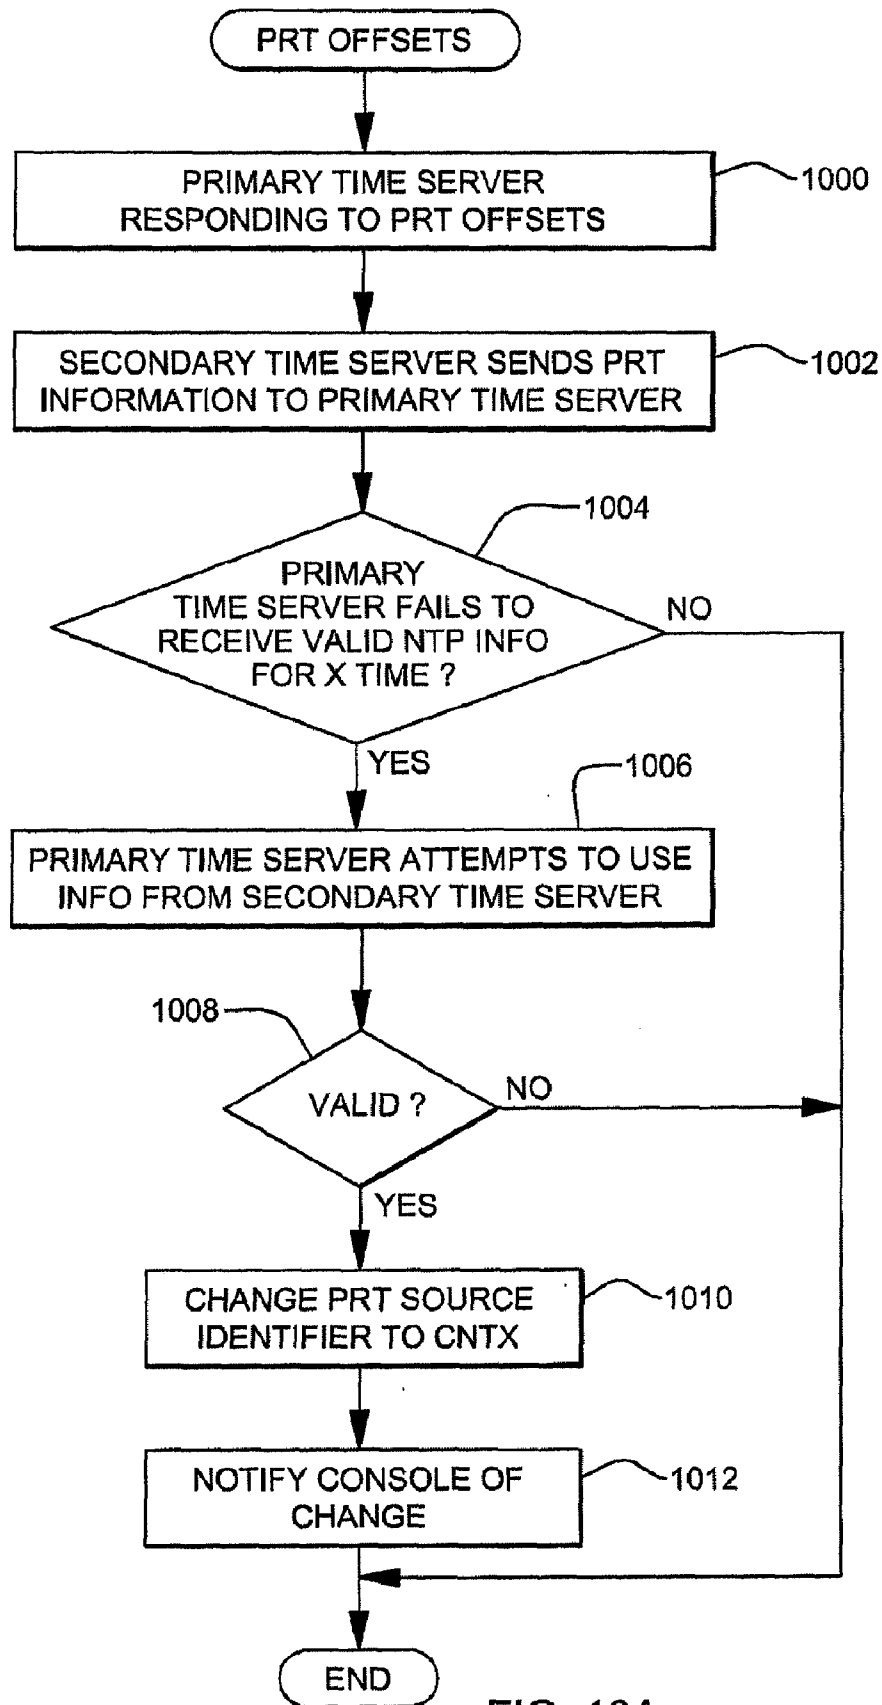 PRT OFFSETS
PRIMARY TIME SERVER
RESPONDING TO PRT OFFSETS
1000
SECONDARY TIME SERVER SENDS PRT
INFORMATION TO PRIMARY TIME SERVER
1002
1004
PRIMARY
TIME SERVER FAILS TO
RECEIVE VALID NTP INFO
FOR X TIME ?
NO
YES
1006
PRIMARY TIME SERVER ATTEMPTS TO USE
INFO FROM SECONDARY TIME SERVER
1008
VALID ?
NO
YES
CHANGE PRT SOURCE
IDENTIFIER TO CNTX
1010
NOTIFY CONSOLE OF
CHANGE
1012
END